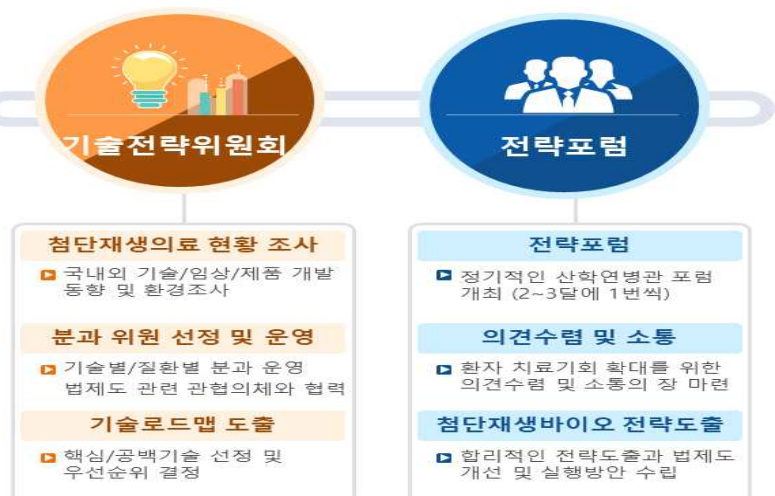 기술전략위원회
첨단재생의료 현황 조사
국내외 기술/임상/제품 개발
동향 및 환경조사
분과 위원 선정 및 운영
기술별/질환별 분과 운영
법제도 관련 관협의체와 협력
기술로드맵 도출
핵심/공백기술 선정 및
우선순위 결정
전략포럼
전략포럼
정기적인 산학연병관 포럼
개최 (2~3달에 1번씩)
의견수렴 및 소통
환자 치료기회 확대를 위한
의견수렴 및 소통의 장 마련
첨단재생바이오 전략도출
합리적인 전략도출과 법제도
개선 및 실행방안 수립